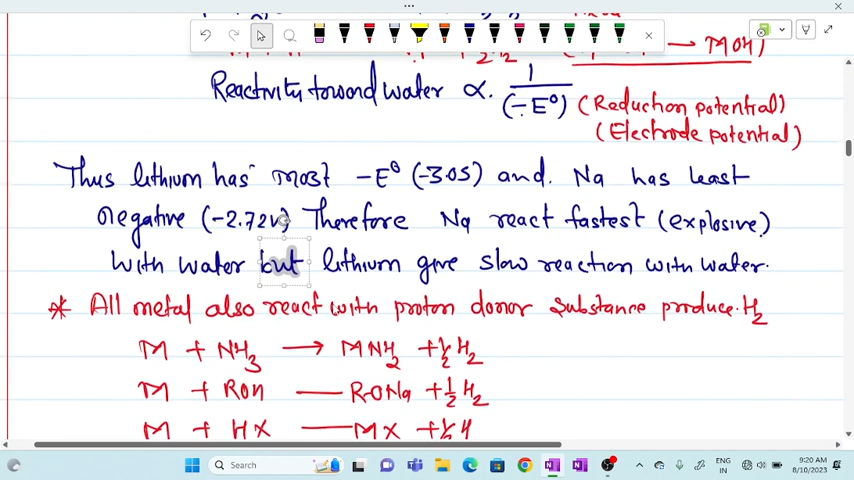 → MOH)
Reactivity toward water ∝. 1/(-E⁰) (Reduction potential)
(Electrode potential)
Thus lithium has most -E⁰ (-3.05) and. Na has least
negative (-2.72v) Therefore Na react fastest (explosive)
with water but lithium give slow reaction with water.
* All metal also react with proton donor substance produce H₂
M + NH₃ → MNH₂ + ½H₂
M + ROH — RONa + ½H₂
M + HX — MX + ½H
Search
ENG
IN
9:20 AM
8/10/2023